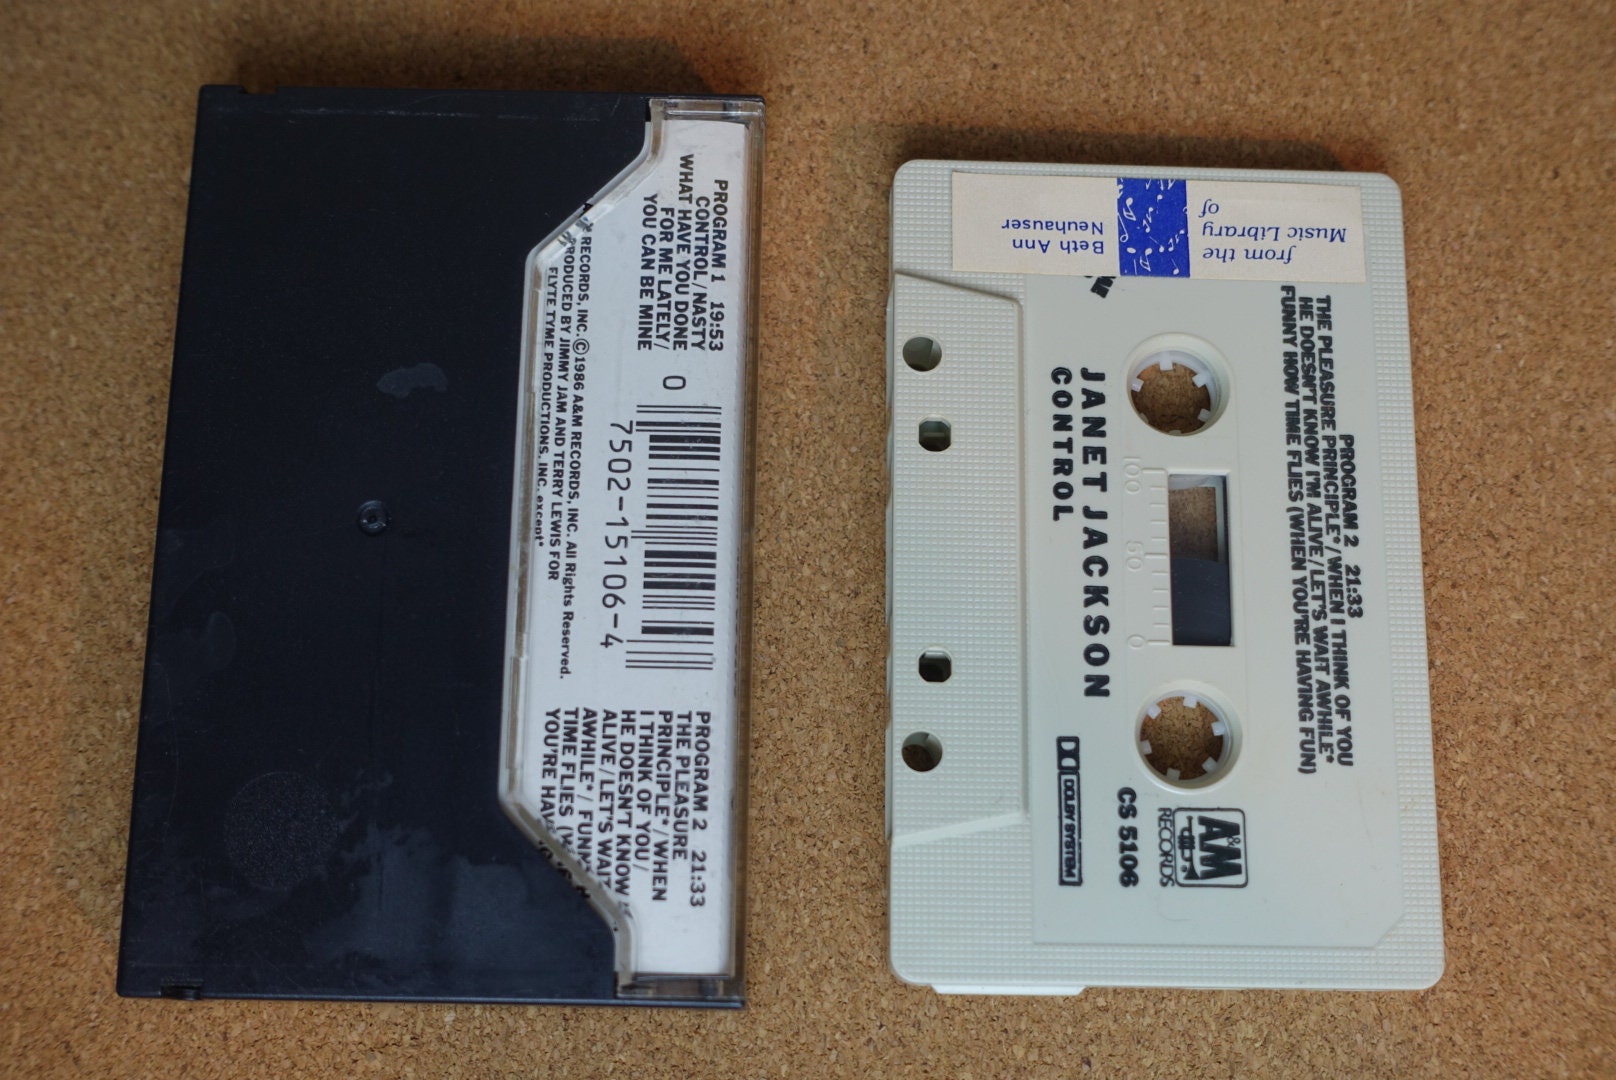 PROGRAM 1 19:53
CONTROL/NASTY
WHAT HAVE YOU DONE
FOR ME LATELY/
YOU CAN BE MINE
0
7502-15106-4
PROGRAM 2 21:33
THE PLEASURE
PRINCIPLE*/WHEN
I THINK OF YOU/
HE DOESN'T KNOW
ALIVE/LET'S WAIT
AWHILE*/FUNN
TIME FLIES
YOU'RE HAV
RECORDS, INC. ©1986 A&M RECORDS, INC. All Rights Reserved.
PRODUCED BY JIMMY JAM AND TERRY LEWIS FOR
FLYTE TYME PRODUCTIONS, INC. except*
from the
Music Library
of
Beth Ann
Neuhauser
PROGRAM 2 21:33
THE PLEASURE PRINCIPLE*/WHEN I THINK OF YOU
HE DOESN'T KNOW I'M ALIVE/LET'S WAIT AWHILE*
FUNNY HOW TIME FLIES (WHEN YOU'RE HAVING FUN)
100 50 0
JANET JACKSON
CONTROL
A&M
RECORDS
CS 5106
DOLBY SYSTEM